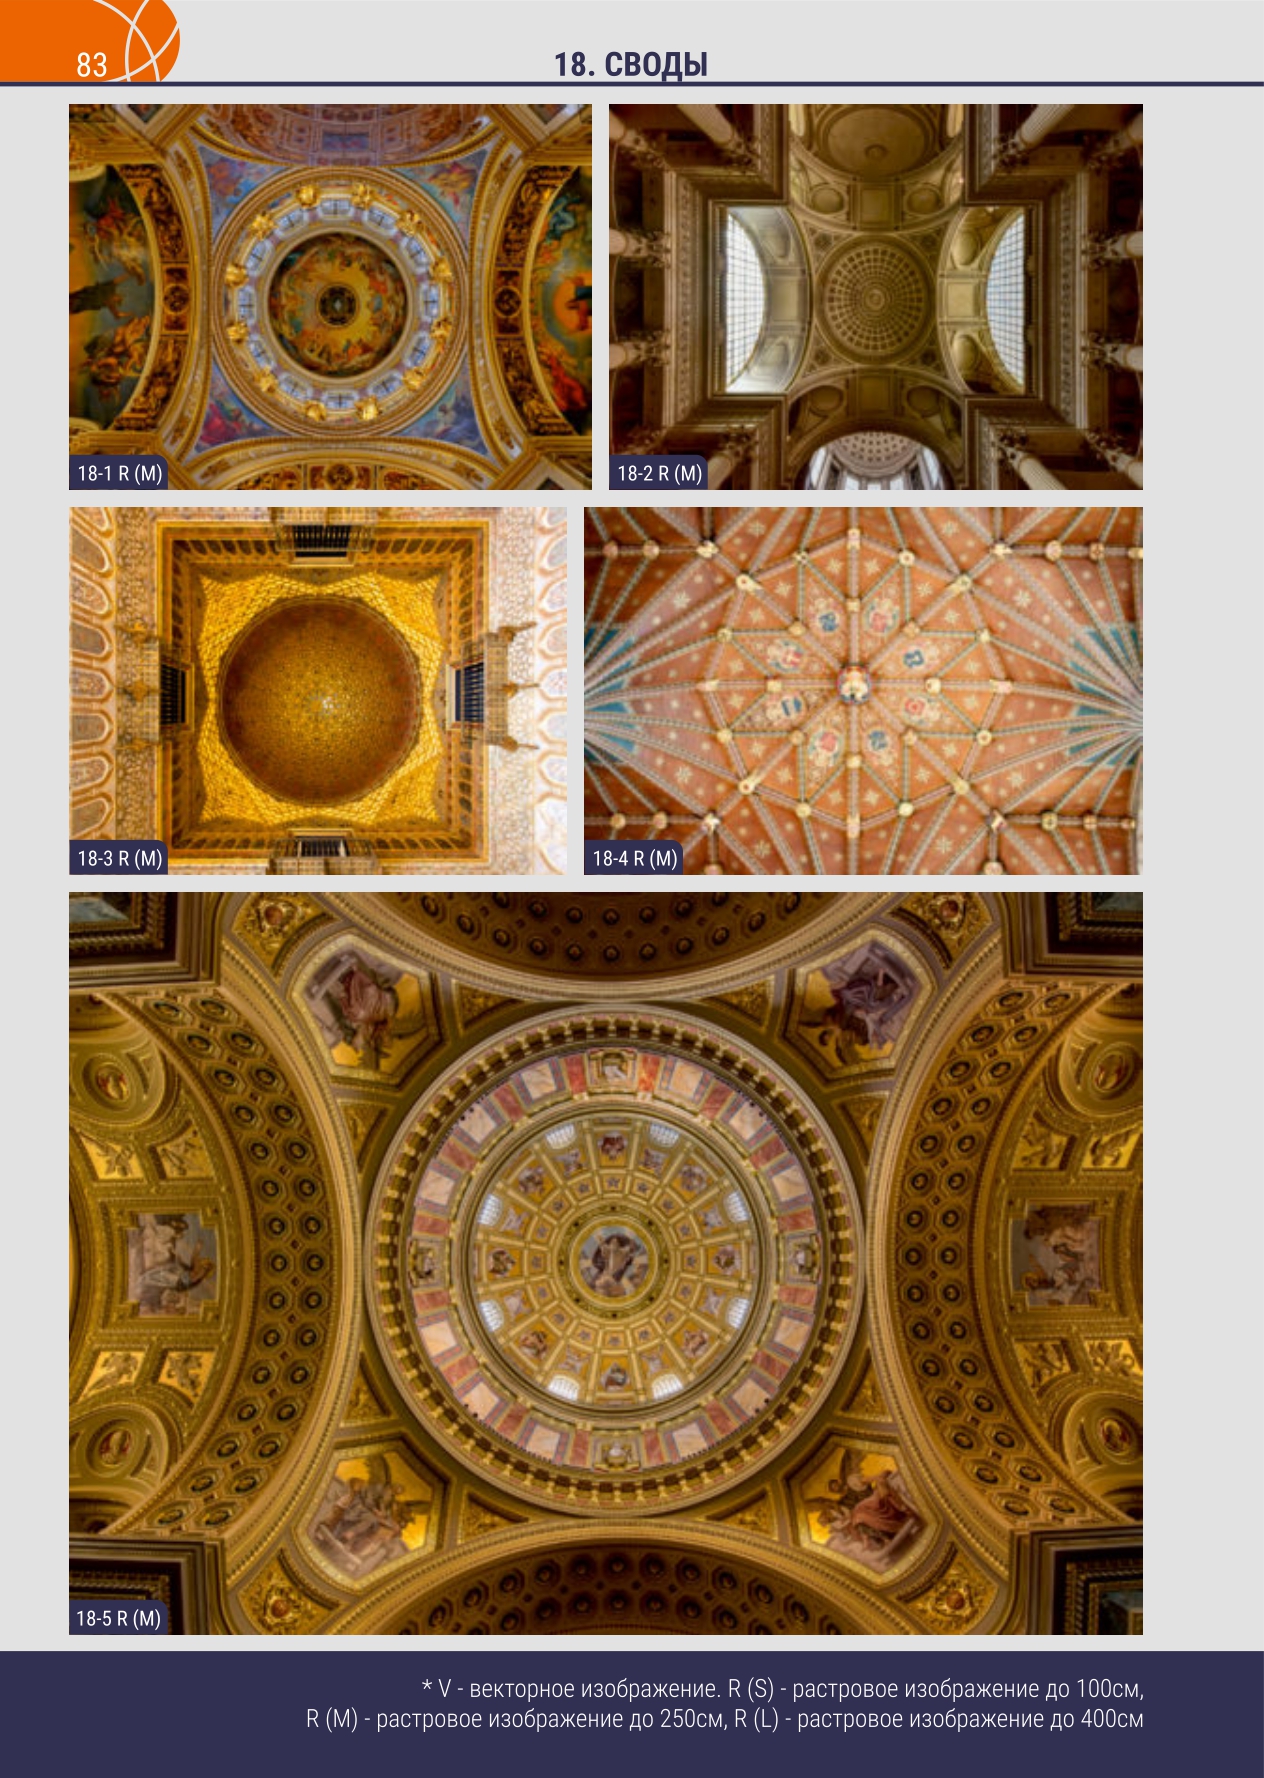 83
18. СВОДЫ
18-1 R (M)
18-2 R (M)
18-3 R (M)
18-4 R (M)
18-5 R (M)
* V - векторное изображение. R (S) - растровое изображение до 100см,
R (M) - растровое изображение до 250см, R (L) - растровое изображение до 400см